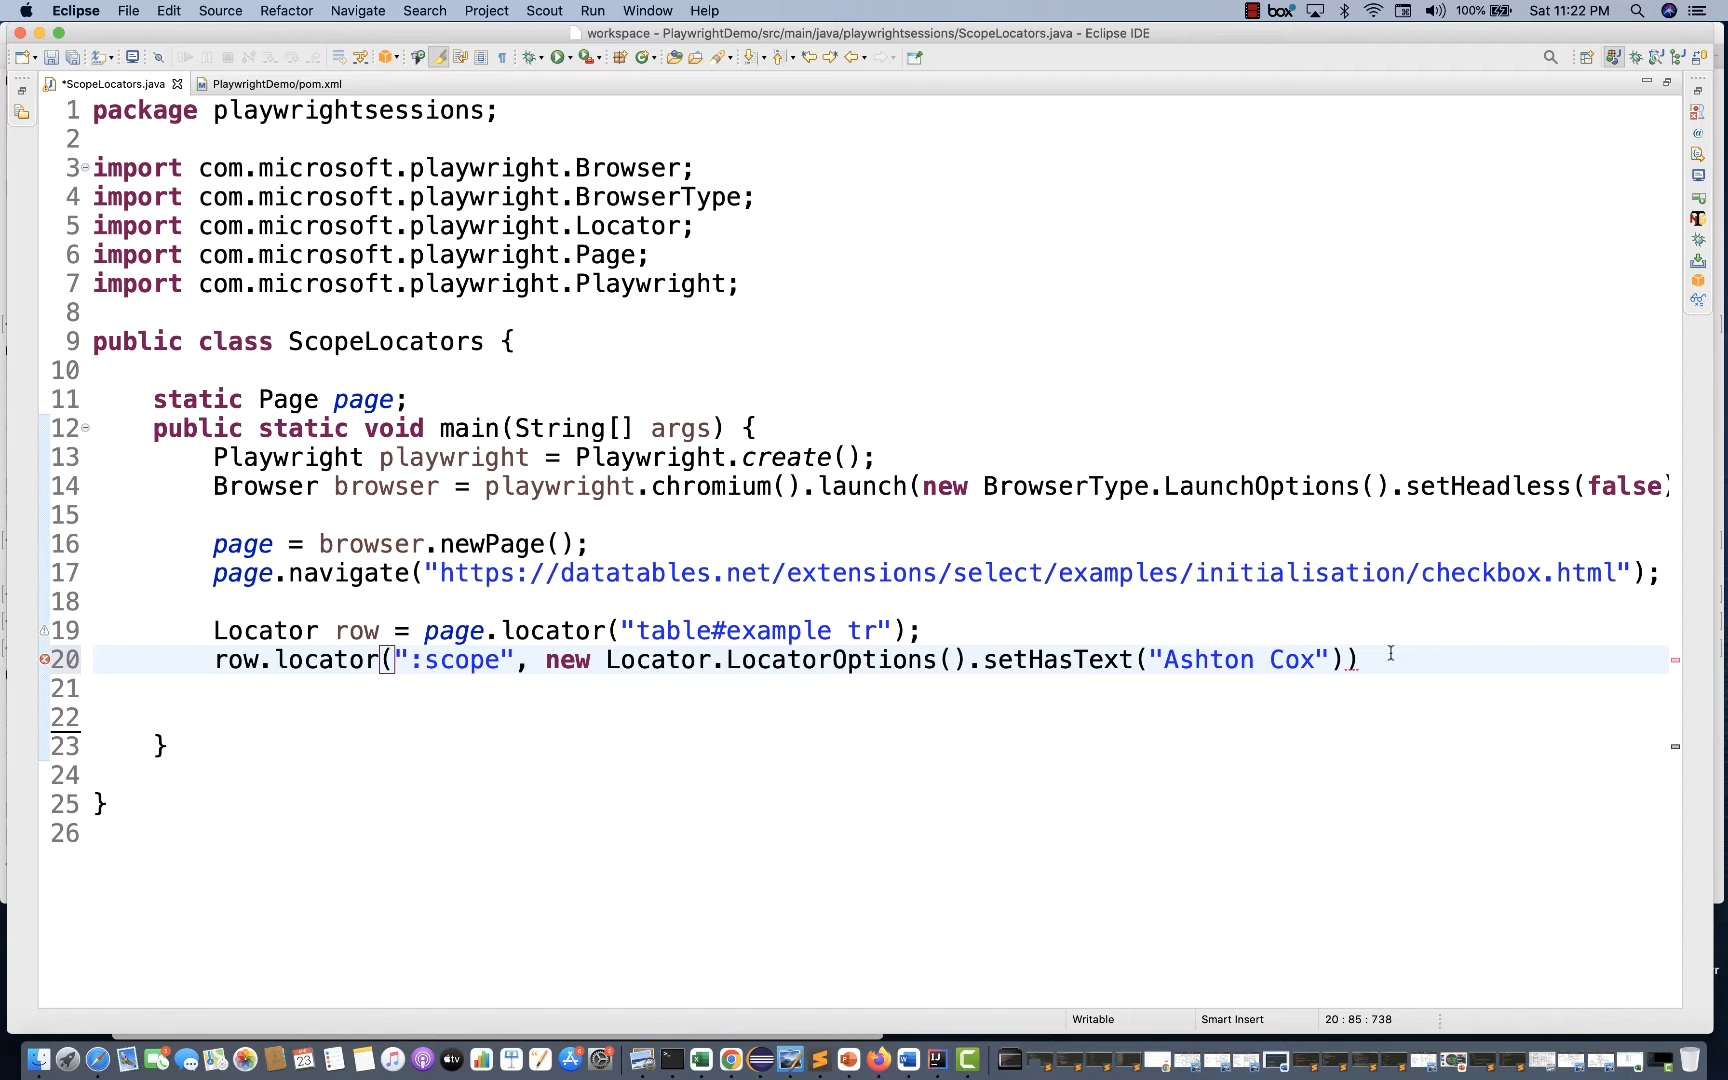 Eclipse File Edit Source Refactor Navigate Search Project Scout Run Window Help box 100% Sat 11:22 PM
workspace - PlaywrightDemo/src/main/java/playwrightsessions/ScopeLocators.java - Eclipse IDE
*ScopeLocators.java PlaywrightDemo/pom.xml
1 package playwrightsessions;
2
3 import com.microsoft.playwright.Browser;
4 import com.microsoft.playwright.BrowserType;
5 import com.microsoft.playwright.Locator;
6 import com.microsoft.playwright.Page;
7 import com.microsoft.playwright.Playwright;
8
9 public class ScopeLocators {
10
11 static Page page;
12 public static void main(String[] args) {
13 Playwright playwright = Playwright.create();
14 Browser browser = playwright.chromium().launch(new BrowserType.LaunchOptions().setHeadless(false)
15
16 page = browser.newPage();
17 page.navigate("https://datatables.net/extensions/select/examples/initialisation/checkbox.html");
18
19 Locator row = page.locator("table#example tr");
20 row.locator(":scope", new Locator.LocatorOptions().setHasText("Ashton Cox"))
21
22
23 }
24
25 }
26
Writable Smart Insert 20 : 85 : 738